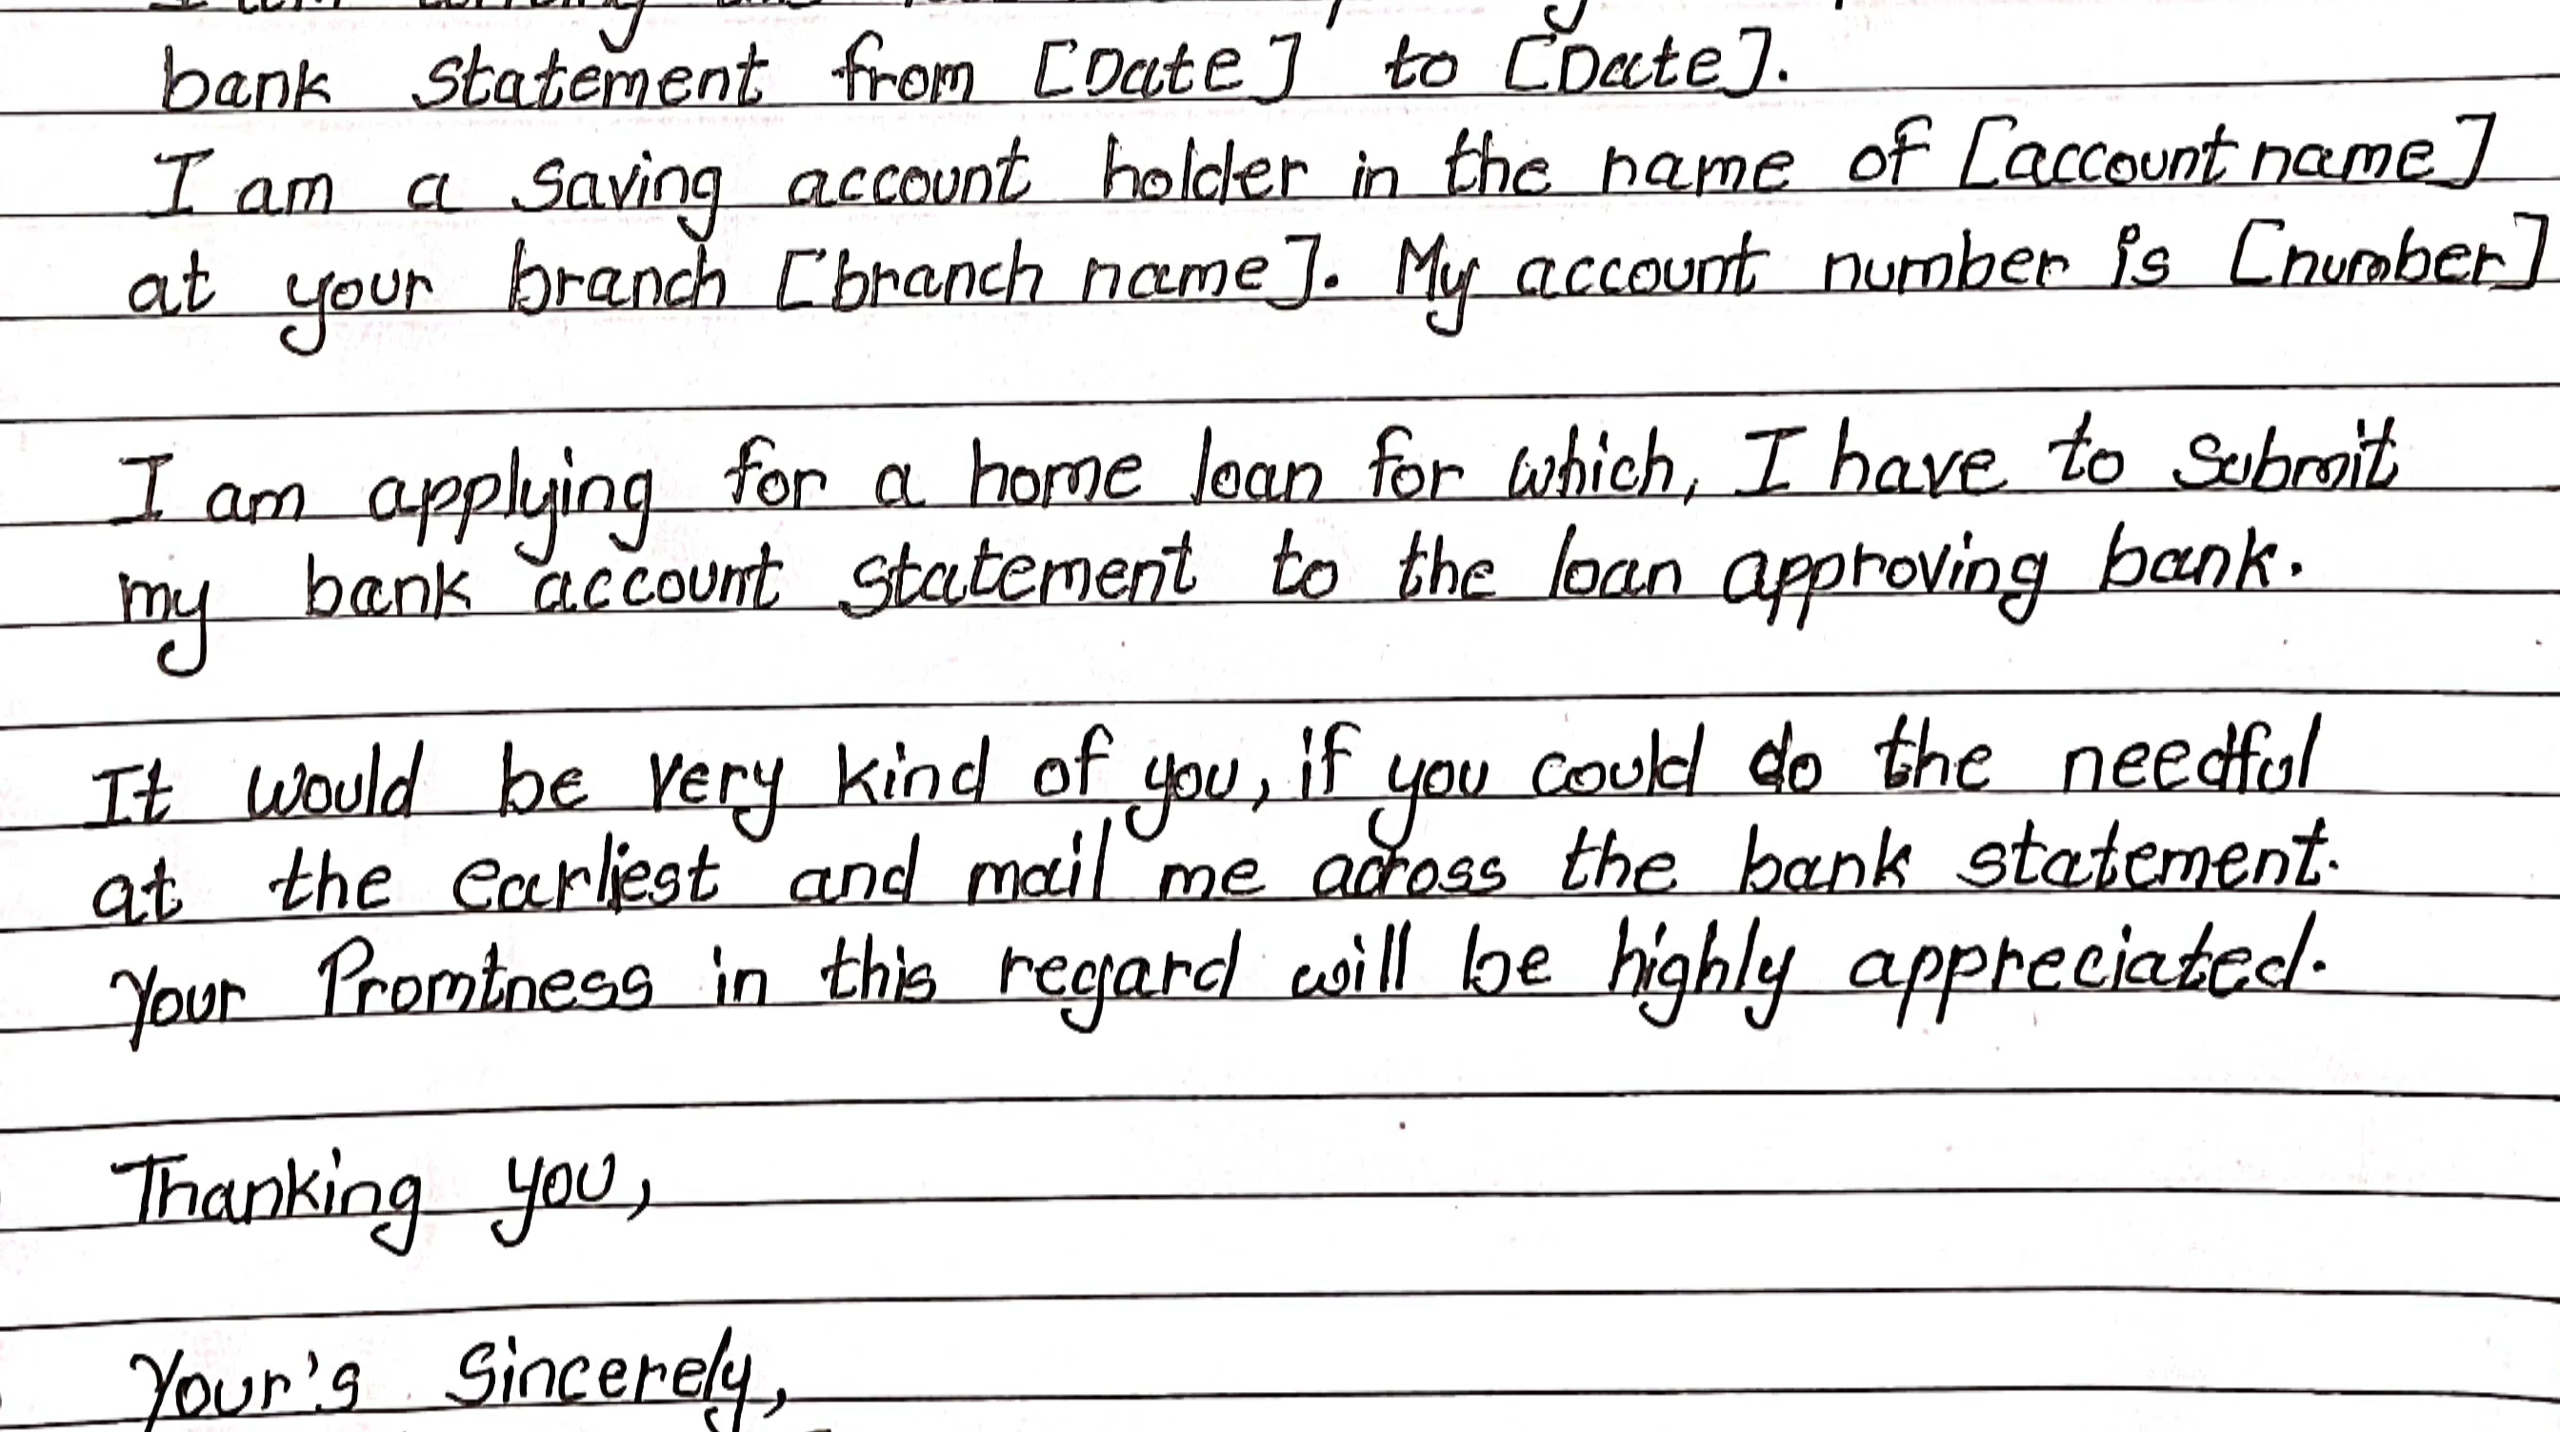 bank statement from [Date] to [Date].
I am a saving account holder in the name of [account name]
at your branch [branch name]. My account number is [number]
I am applying for a home loan for which, I have to submit
my bank account statement to the loan approving bank.
It would be very kind of you, if you could do the needful
at the earliest and mail me across the bank statement.
Your Promtness in this regard will be highly appreciated.
Thanking you,
Your's Sincerely,